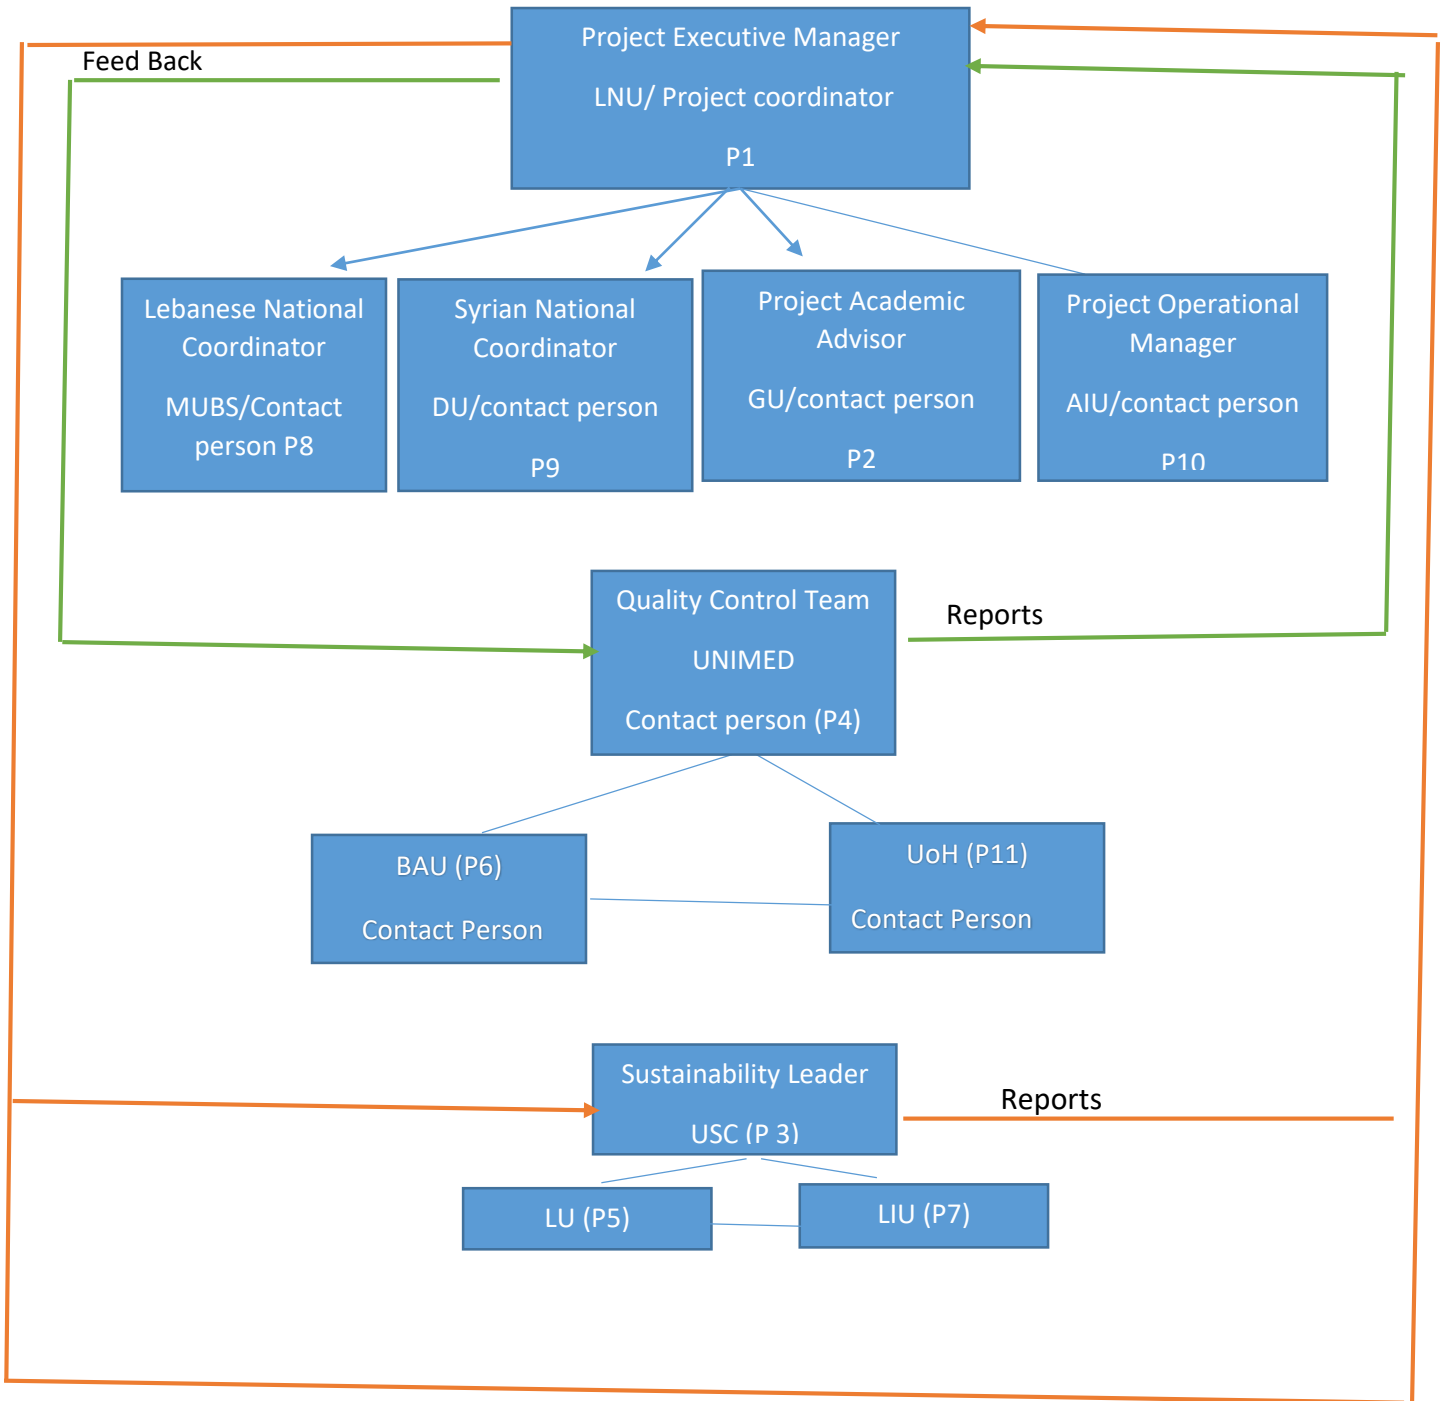 Project Executive Manager
LNU/ Project coordinator
P1
Feed Back
Lebanese National
Coordinator
MUBS/Contact
person P8
Syrian National
Coordinator
DU/contact person
P9
Project Academic
Advisor
GU/contact person
P2
Project Operational
Manager
AIU/contact person
P10
Quality Control Team
UNIMED
Contact person (P4)
Reports
BAU (P6)
Contact Person
UoH (P11)
Contact Person
Sustainability Leader
USC (P 3)
Reports
LU (P5)
LIU (P7)